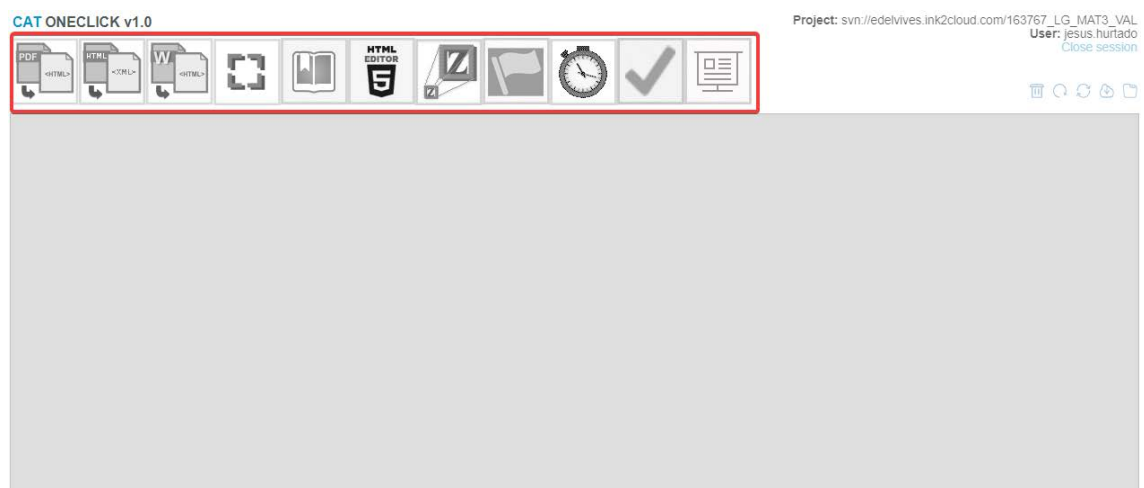 CAT ONECLICK v1.0
Project: svn://edelvives.ink2cloud.com/163767_LG_MAT3_VAL
User: jesus.hurtado
Close session
PDF
<HTML>
HTML
<XML>
W
<HTML>
HTML
EDITOR
5
Z
Z